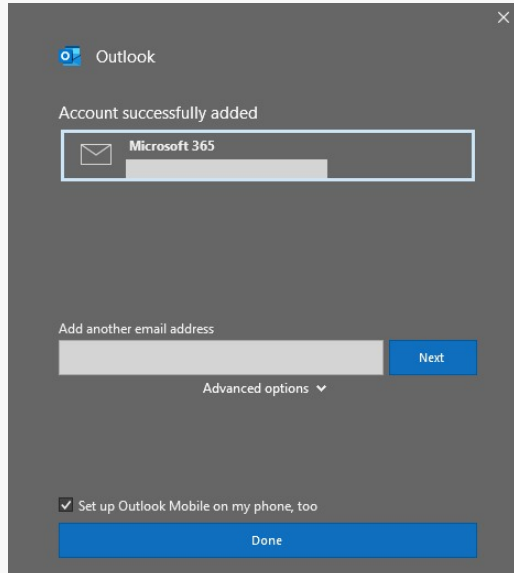 Outlook
Account successfully added
Microsoft 365
Add another email address
Next
Advanced options
Set up Outlook Mobile on my phone, too
Done